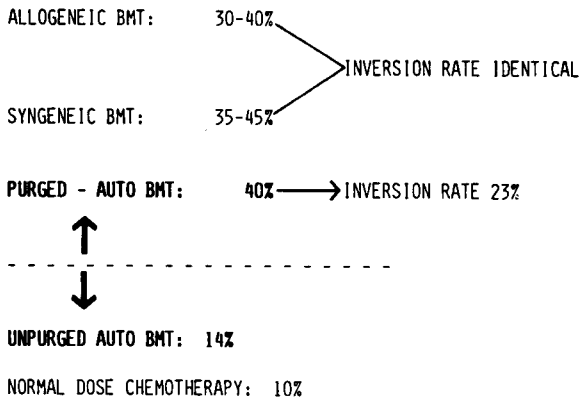 ALLOGENEIC BMT: 30-40%
INVERSION RATE IDENTICAL
SYNGENEIC BMT: 35-45%
PURGED - AUTO BMT: 40% INVERSION RATE 23%
UNPURGED AUTO BMT: 14%
NORMAL DOSE CHEMOTHERAPY: 10%